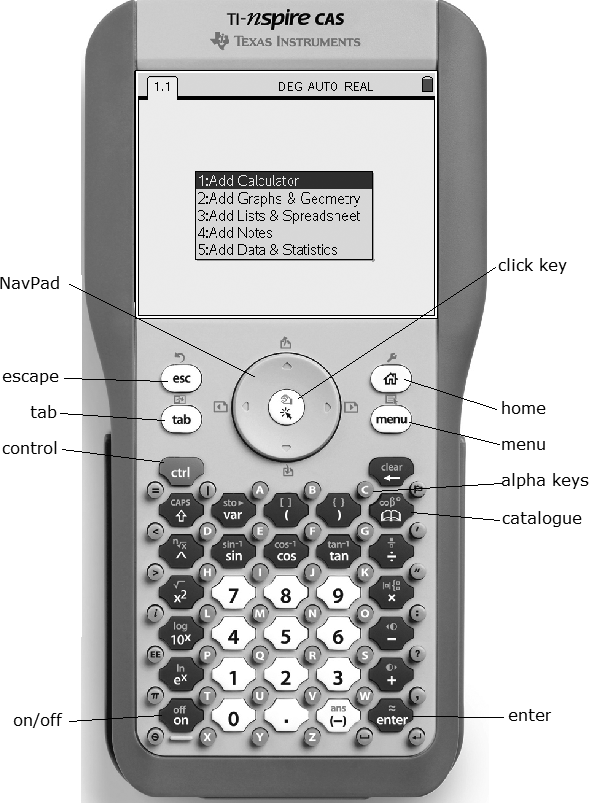 TI-nspire CAS
TEXAS INSTRUMENTS
1.1 DEG AUTO REAL
1:Add Calculator
2:Add Graphs & Geometry
3:Add Lists & Spreadsheet
4:Add Notes
5:Add Data & Statistics
click key
NavPad
escape
esc
home
tab
tab
menu
menu
control
ctrl
clear
alpha keys
= | A B C
CAPS
sto▸
var
[ ]
(
{ }
)
∞β°
catalogue
< D E F G '
ⁿ√x
^
sin⁻¹
sin
cos⁻¹
cos
tan⁻¹
tan
÷
> H I J K "
√
x²
7 8 9
×
i L M N O :
log
10ˣ
4 5 6
−
EE P Q R S ?
ln
eˣ
1 2 3
+
π T U V W ,
off
on
0 .
ans
(−)
≈
enter
on/off
enter
θ X Y Z